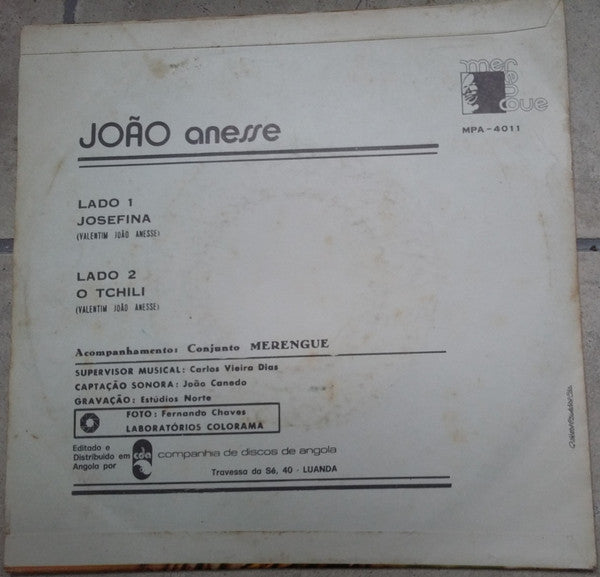 merengue
MPA-4011
JOÃO anesse
LADO 1
JOSEFINA
(VALENTIM JOÃO ANESSE)
LADO 2
O TCHILI
(VALENTIM JOÃO ANESSE)
Acompanhamento: Conjunto MERENGUE
SUPERVISOR MUSICAL: Carlos Vieira Dias
CAPTAÇÃO SONORA: João Canedo
GRAVAÇÃO: Estúdios Norte
FOTO: Fernando Chaves
LABORATÓRIOS COLORAMA
Editado e
Distribuído em
Angola por
cda
companhia de discos de angola
Travessa da Sé, 40 - LUANDA